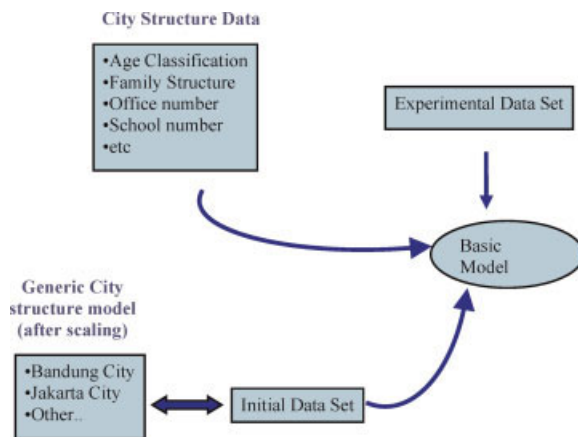 City Structure Data
•Age Classification
•Family Structure
•Office number
•School number
•etc
Experimental Data Set
Basic
Model
Generic City
structure model
(after scaling)
•Bandung City
•Jakarta City
•Other..
Initial Data Set